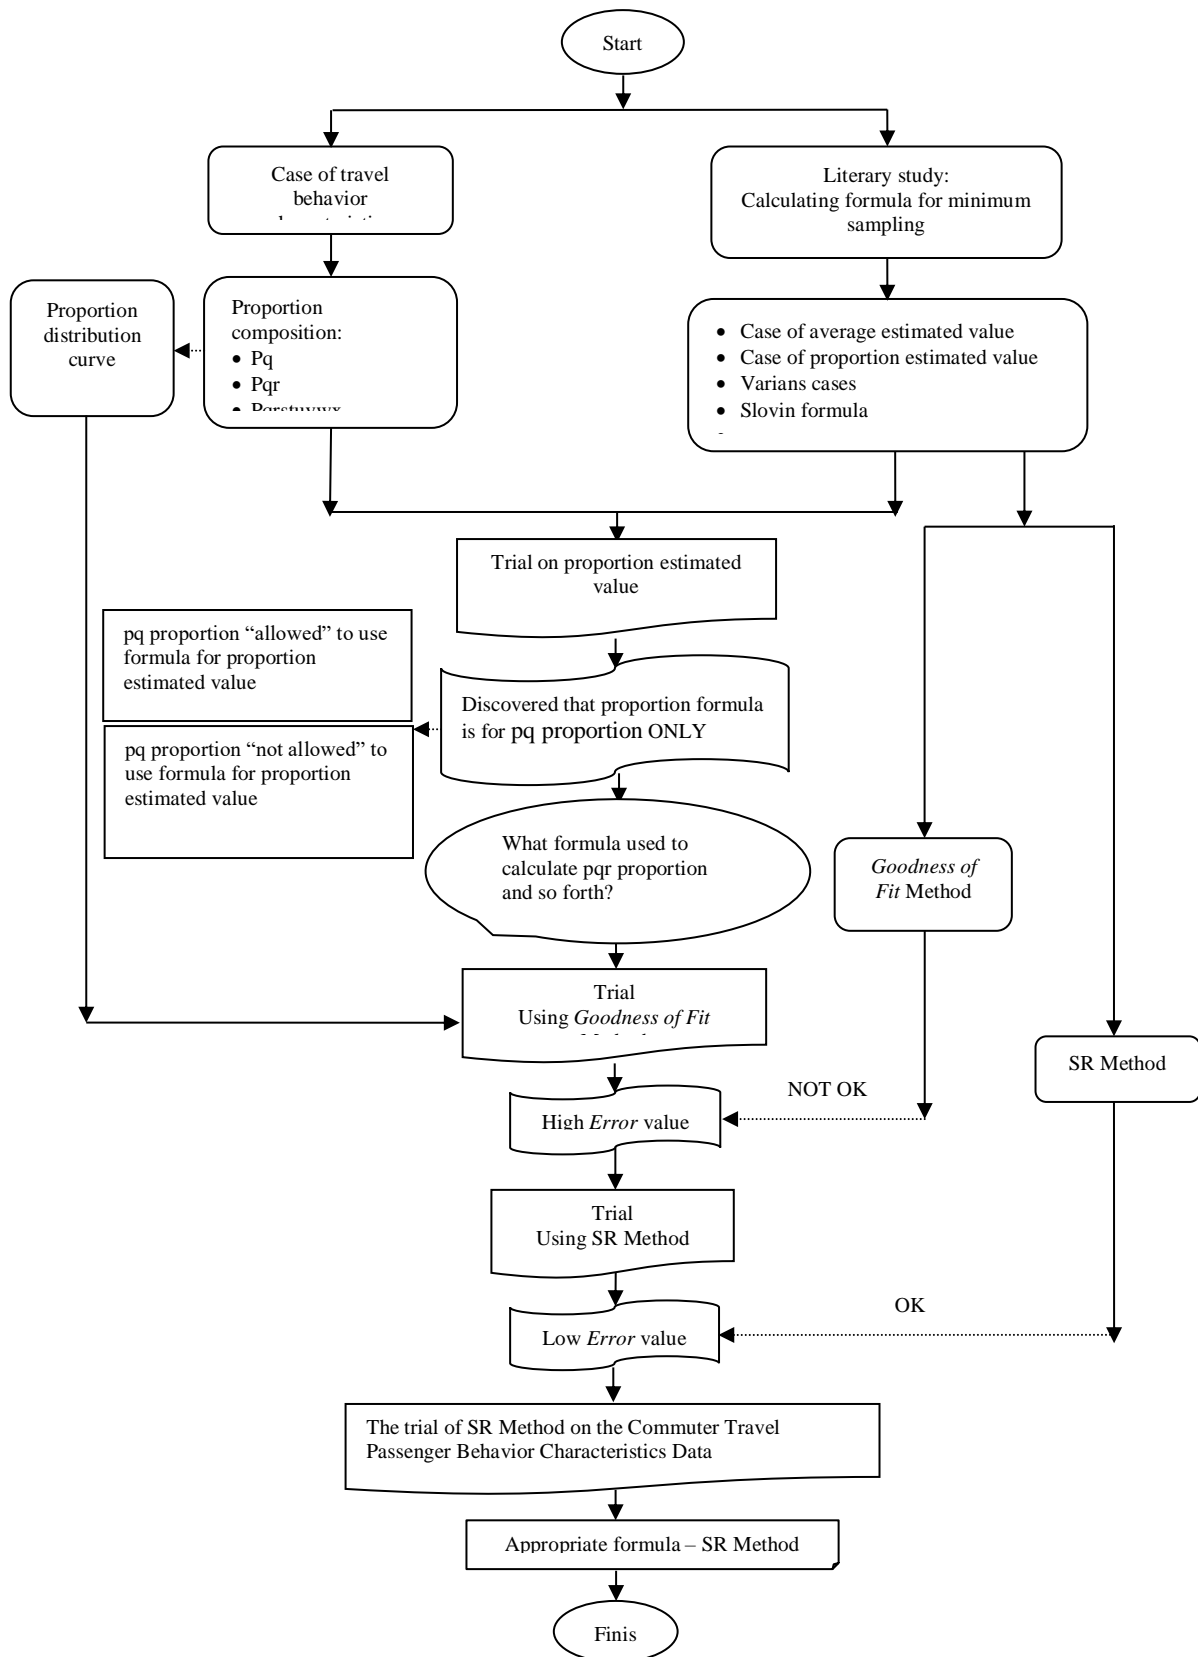 Start
Case of travel
behavior
Literary study:
Calculating formula for minimum
sampling
Proportion
distribution
curve
Proportion
composition:
• Pq
• Pqr
• Pqrstuvwx
• Case of average estimated value
• Case of proportion estimated value
• Varians cases
• Slovin formula
Trial on proportion estimated
value
pq proportion “allowed” to use
formula for proportion
estimated value
Discovered that proportion formula
is for pq proportion ONLY
pq proportion “not allowed” to
use formula for proportion
estimated value
What formula used to
calculate pqr proportion
and so forth?
Goodness of
Fit Method
Trial
Using Goodness of Fit
SR Method
NOT OK
High Error value
Trial
Using SR Method
OK
Low Error value
The trial of SR Method on the Commuter Travel
Passenger Behavior Characteristics Data
Appropriate formula – SR Method
Finis